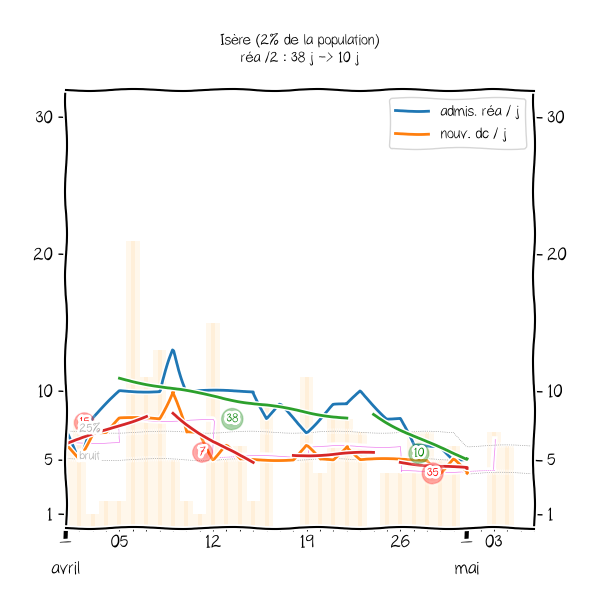 Isère (2% de la population)
réa /2 : 38 j -> 10 j
admis. réa / j
nouv. dc / j
30 30
20 20
10 10
5 5
1 1
25%
bruit
38
7
10
35
05 12 19 26 03
avril mai